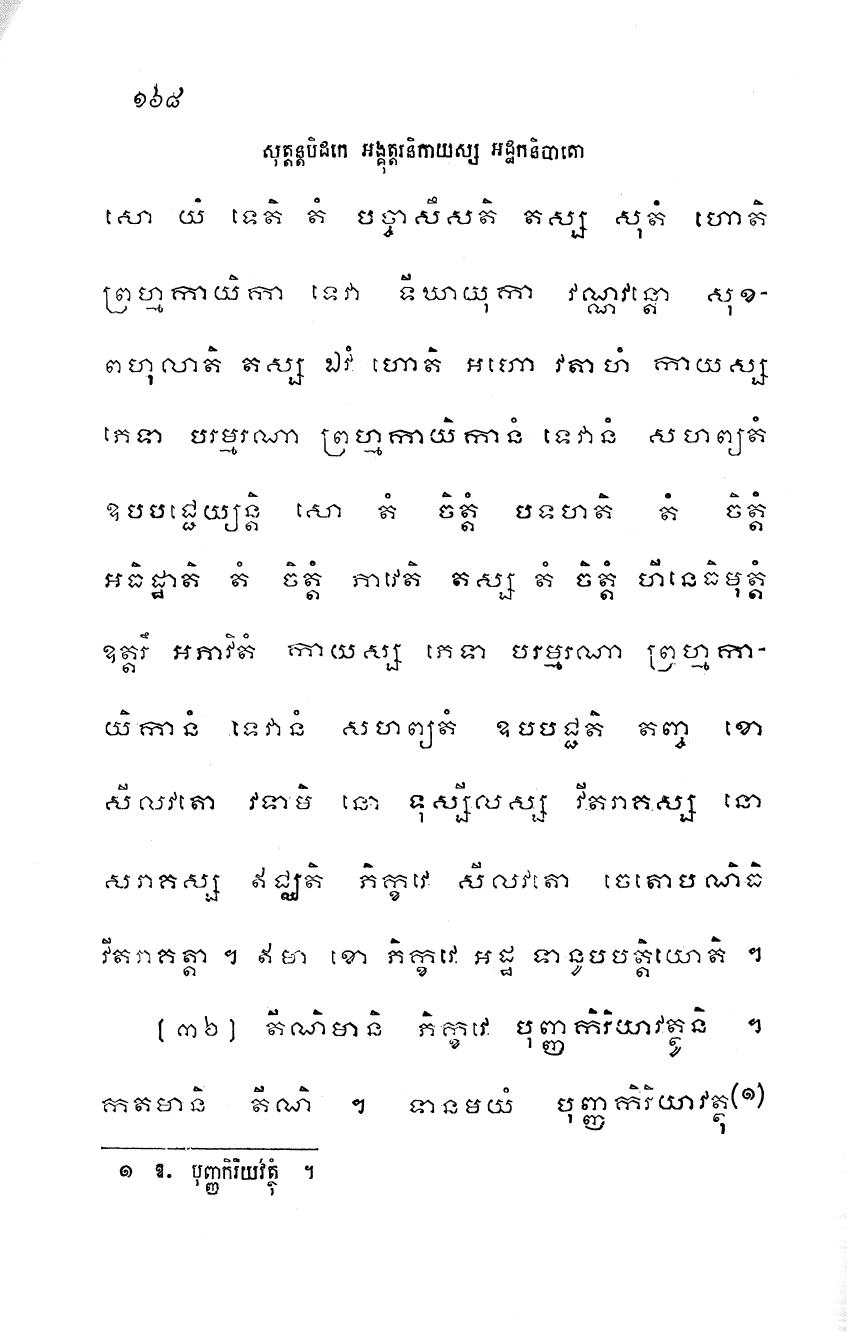 ១៦៨
សុត្តន្តបិដកេ អង្គុត្តរនិកាយស្ស អដ្ឋកនិបាតោ
សោ យំ ទេតិ តំ បច្ចាសឹសតិ តស្ស សុតំ ហោតិ
ព្រហ្មកាយិកា ទេវា ទីឃាយុកា វណ្ណវន្តោ សុខ-
ពហុលាតិ តស្ស ឯវំ ហោតិ អហោ វតាហំ កាយស្ស
ភេទា បរម្មរណា ព្រហ្មកាយិកានំ ទេវានំ សហព្យតំ
ឧបបជ្ជេយ្យន្តិ សោ តំ ចិត្តំ បទហតិ តំ ចិត្តំ
អធិដ្ឋាតិ តំ ចិត្តំ ភាវេតិ តស្ស តំ ចិត្តំ ហីនេធិមុត្តំ
ឧត្តរឹ អភាវិតំ កាយស្ស ភេទា បរម្មរណា ព្រហ្មកា-
យិកានំ ទេវានំ សហព្យតំ ឧបបជ្ជតិ តញ្ច ខោ
សីលវតោ វទាមិ នោ ទុស្សីលស្ស វីតរាគស្ស នោ
សរាគស្ស ឥជ្ឈតិ ភិក្ខវេ សីលវតោ ចេតោបណិធិ
វីតរាគត្តា ។ ឥមា ខោ ភិក្ខវេ អដ្ឋ ទានូបបត្តិយោតិ ។
[៣៦] តីណិមានិ ភិក្ខវេ បុញ្ញកិរិយាវត្ថូនិ ។
កតមានិ តីណិ ។ ទានមយំ បុញ្ញកិរិយាវត្ថុ(១)
១ ឱ. បុញ្ញកិរិយវត្ថុំ ។